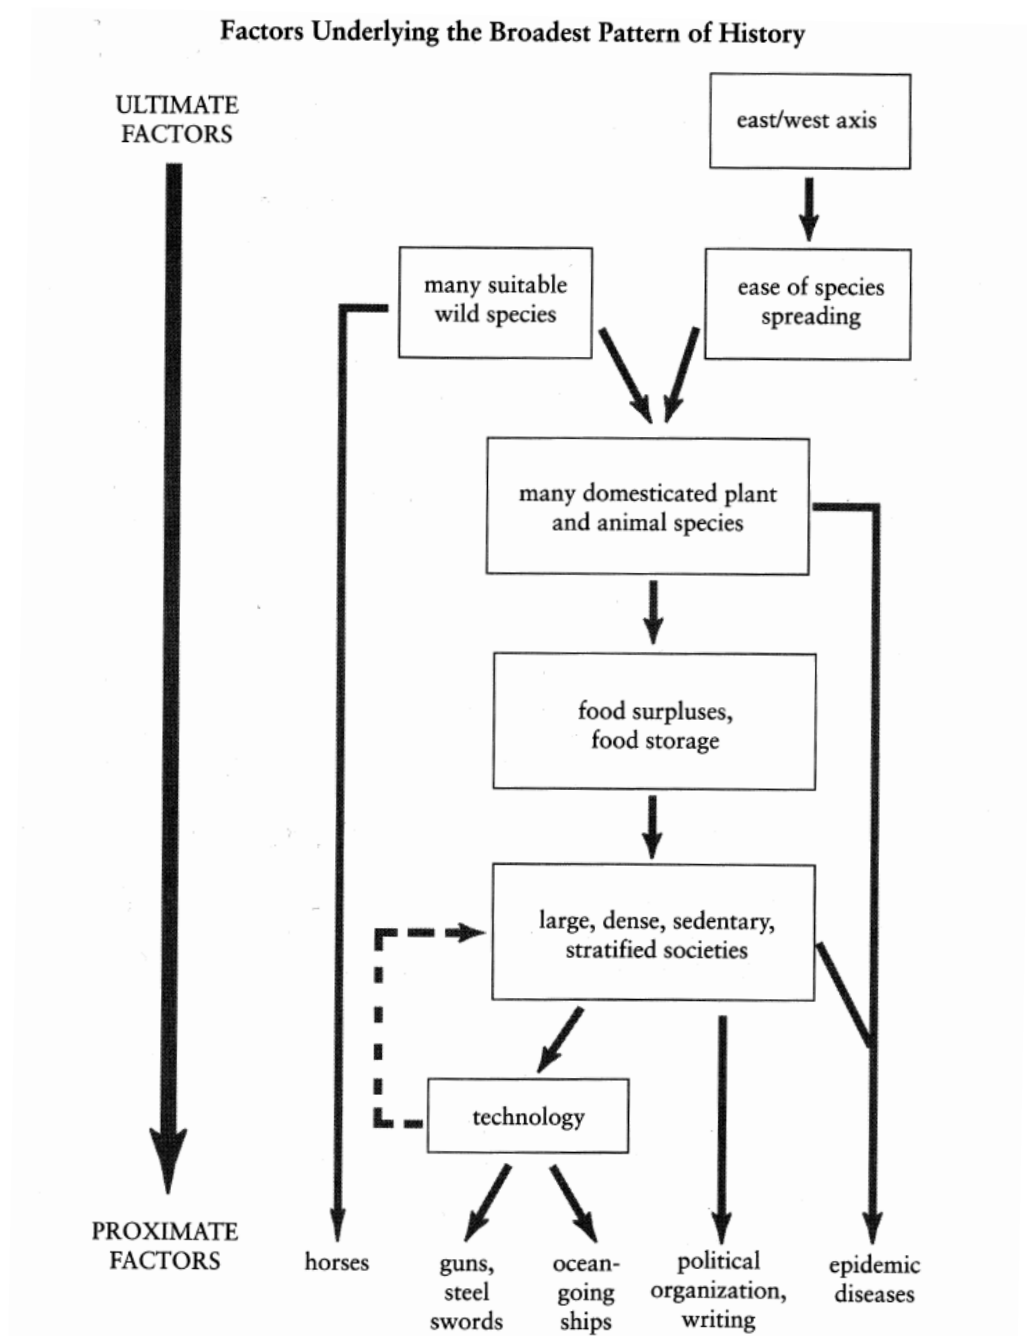 Factors Underlying the Broadest Pattern of History
ULTIMATE
FACTORS
east/west axis
many suitable
wild species
ease of species
spreading
many domesticated plant
and animal species
food surpluses,
food storage
large, dense, sedentary,
stratified societies
technology
PROXIMATE
FACTORS
horses
guns,
steel
swords
ocean-
going
ships
political
organization,
writing
epidemic
diseases